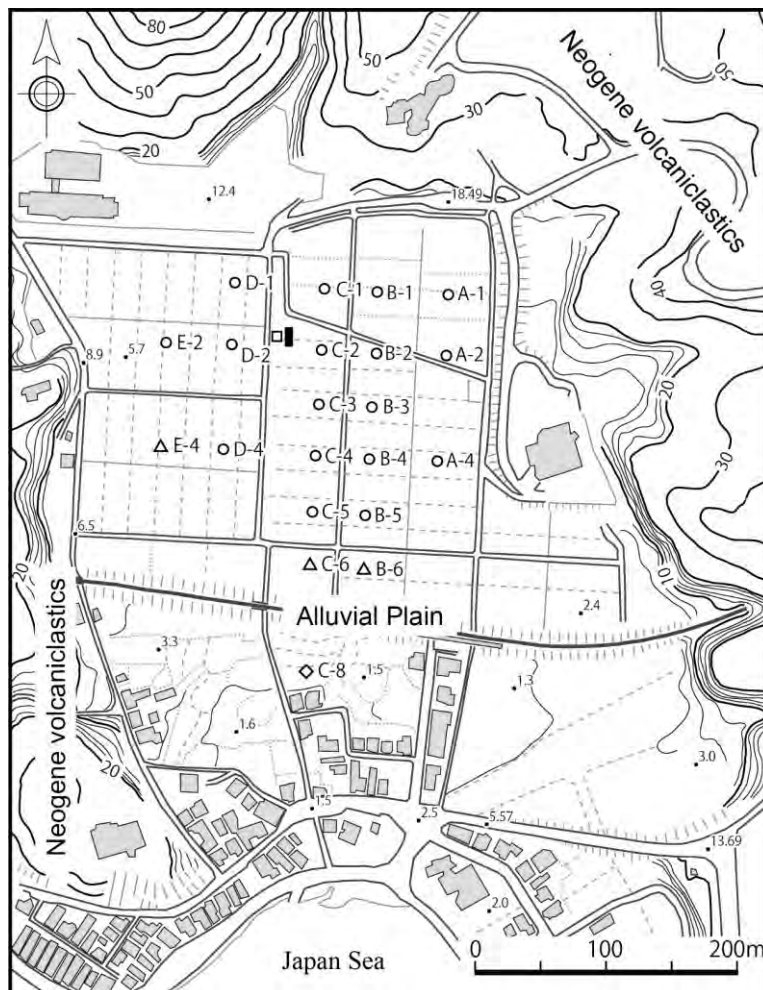 80
50
20
50
30
50
Neogene volcaniclastics
12.4
18.49
40
D-1
C-1
B-1
A-1
E-2
D-2
C-2
B-2
A-2
8.9
5.7
20
C-3
B-3
E-4
D-4
C-4
B-4
A-4
30
C-5
B-5
6.5
C-6
B-6
20
10
Alluvial Plain
2.4
3.3
C-8
1.5
1.3
1.6
3.0
Neogene volcaniclastics
20
1.5
2.5
5.57
13.69
2.0
Japan Sea
0 100 200m